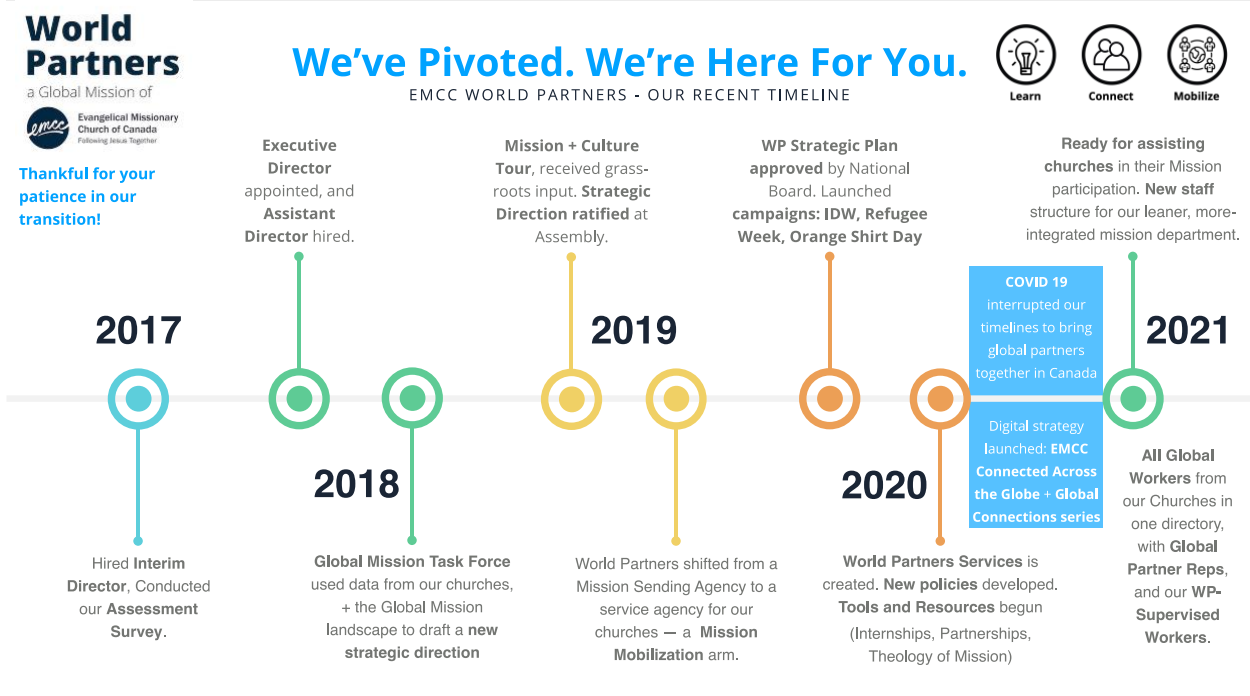 World
Partners
a Global Mission of
emcc
Evangelical Missionary
Church of Canada
Following Jesus Together
Thankful for your
patience in our
transition!
We've Pivoted. We're Here For You.
EMCC WORLD PARTNERS - OUR RECENT TIMELINE
Learn
Connect
Mobilize
Executive
Director
appointed, and
Assistant
Director hired.
Mission + Culture
Tour, received grass-
roots input. Strategic
Direction ratified at
Assembly.
WP Strategic Plan
approved by National
Board. Launched
campaigns: IDW, Refugee
Week, Orange Shirt Day
Ready for assisting
churches in their Mission
participation. New staff
structure for our leaner, more-
integrated mission department.
2017
2019
COVID 19
interrupted our
timelines to bring
global partners
together in Canada
2021
2018
2020
Digital strategy
launched: EMCC
Connected Across
the Globe + Global
Connections series
Hired Interim
Director, Conducted
our Assessment
Survey.
Global Mission Task Force
used data from our churches,
+ the Global Mission
landscape to draft a new
strategic direction
World Partners shifted from a
Mission Sending Agency to a
service agency for our
churches — a Mission
Mobilization arm.
World Partners Services is
created. New policies developed.
Tools and Resources begun
(Internships, Partnerships,
Theology of Mission)
All Global
Workers from
our Churches in
one directory,
with Global
Partner Reps,
and our WP-
Supervised
Workers.